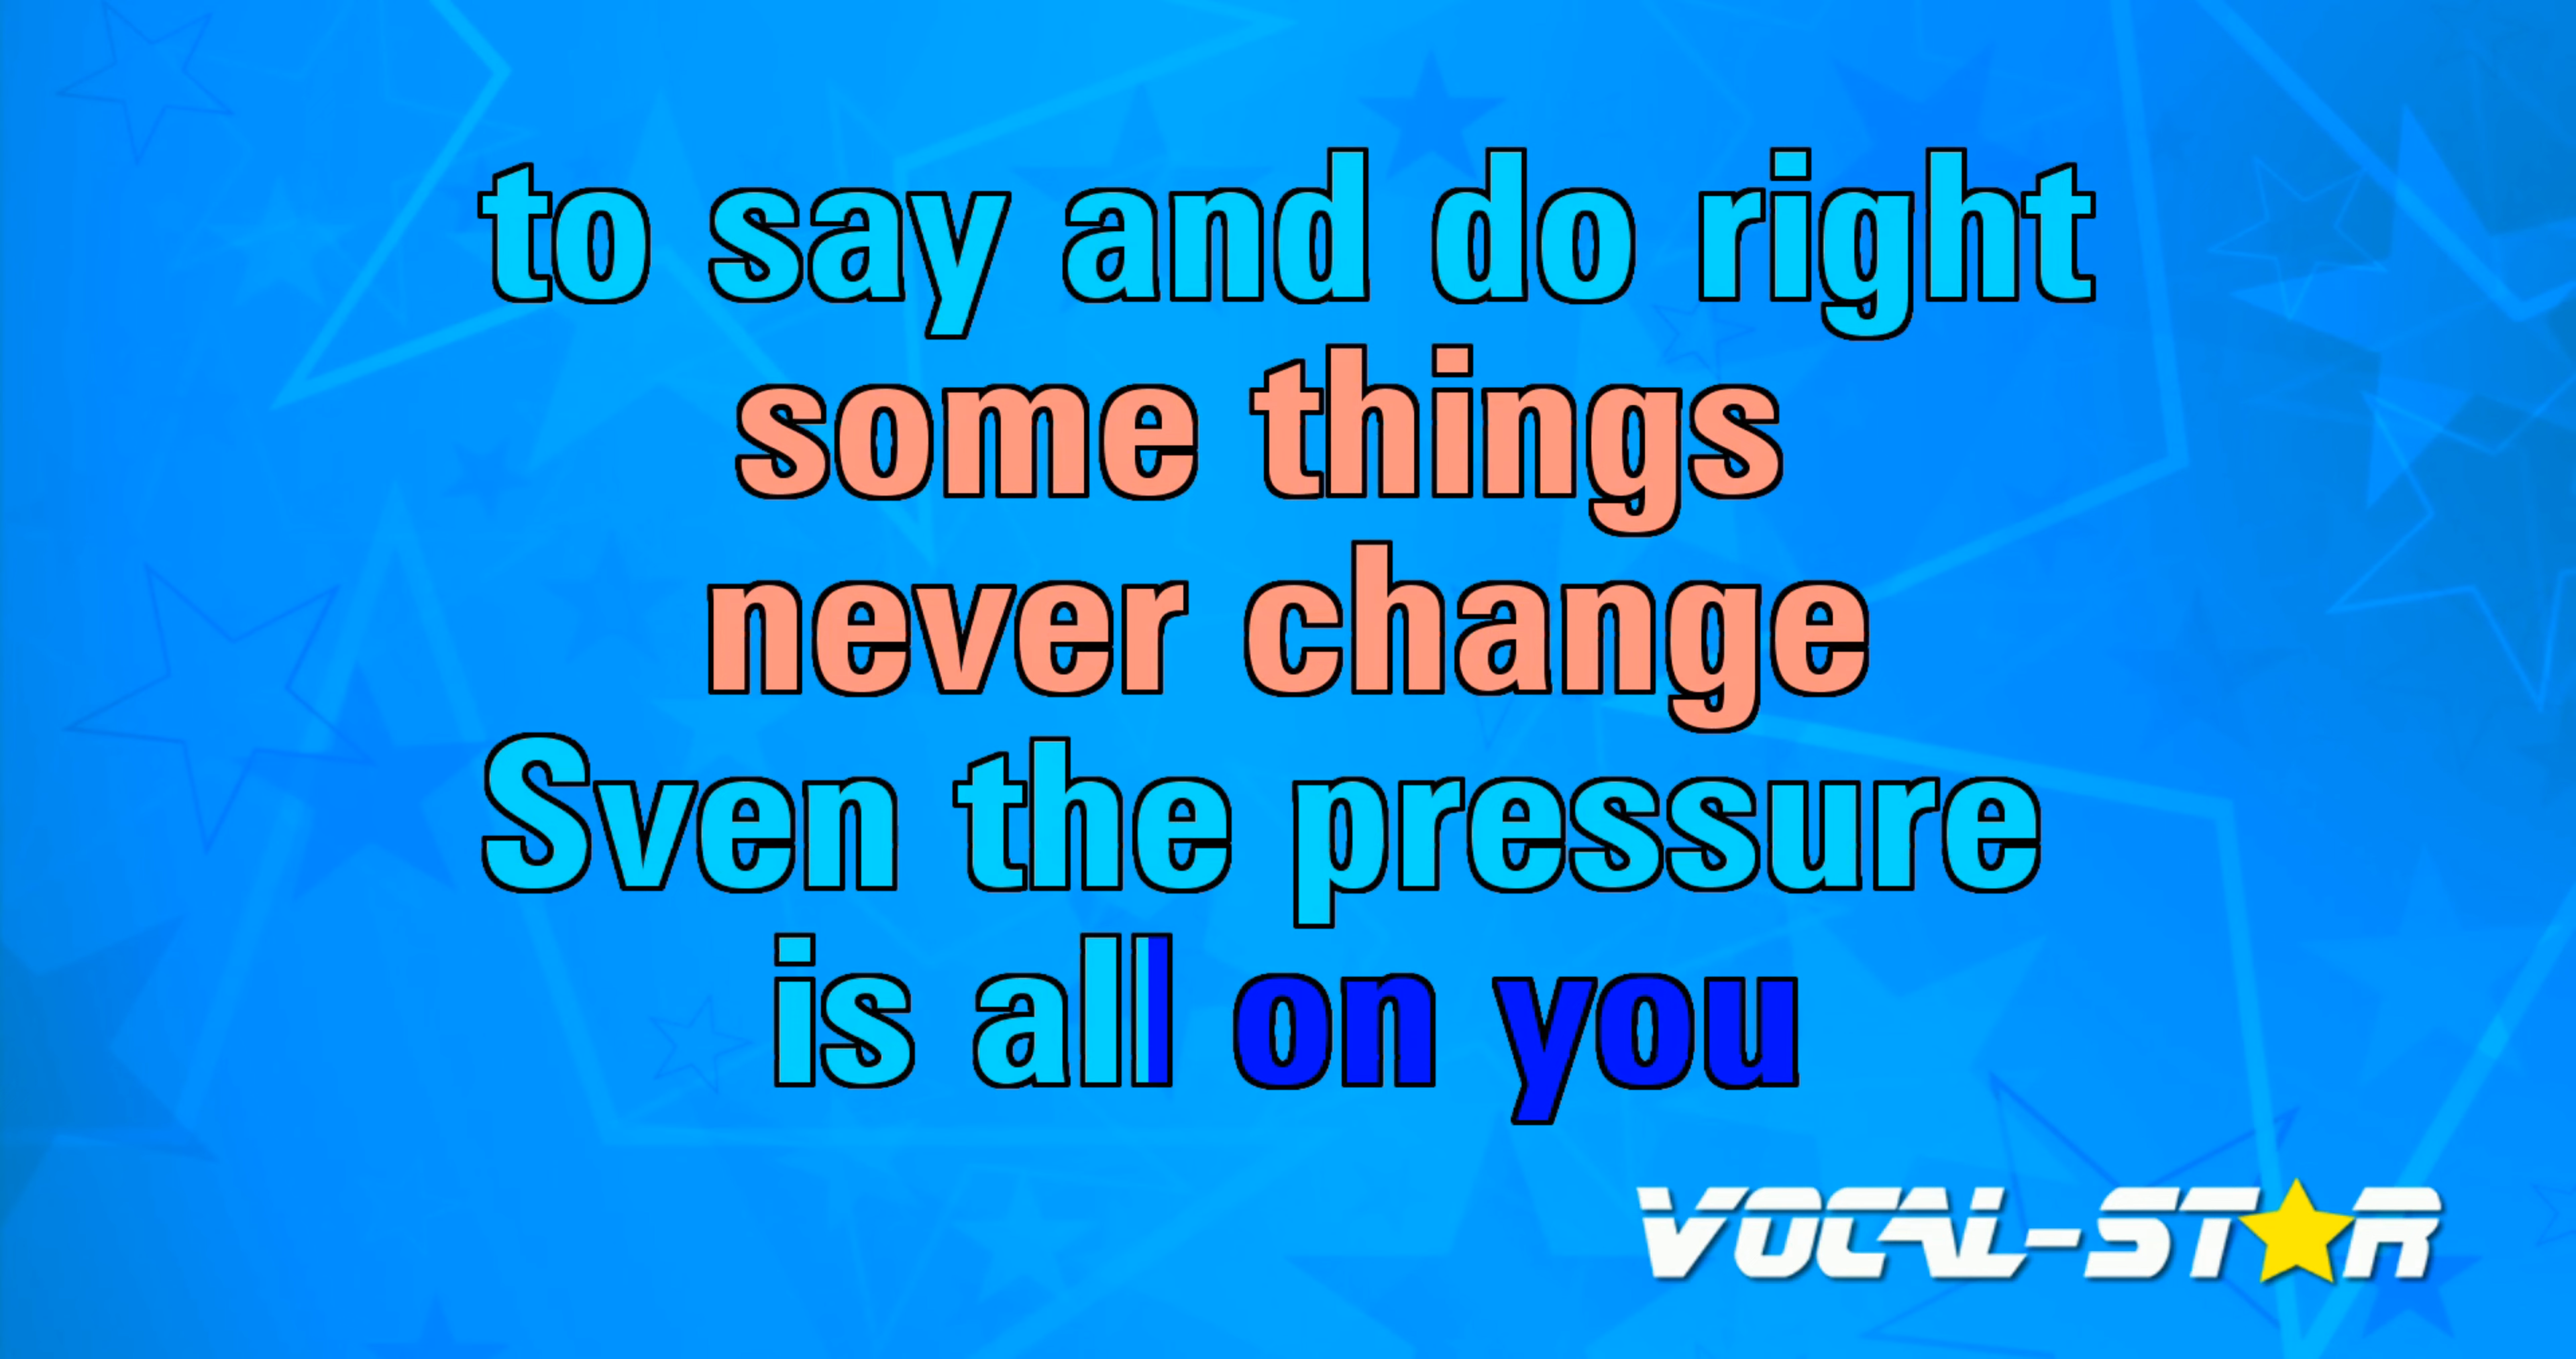 to say and do right
some things
never change
Sven the pressure
is all on you
VOCAL-STAR